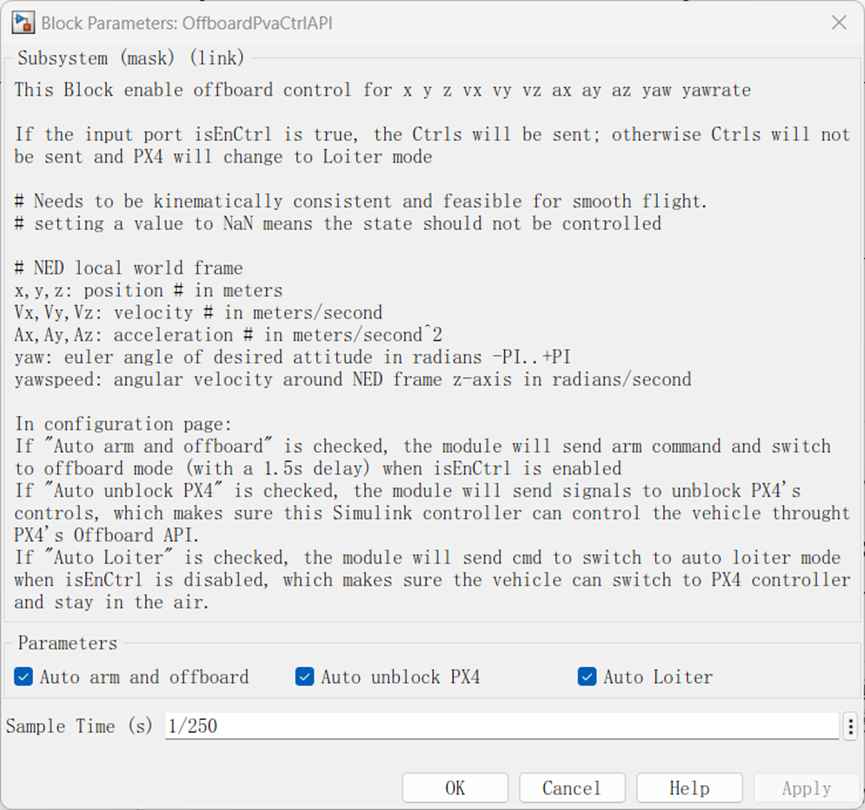 Block Parameters: OffboardPvaCtrlAPI
Subsystem (mask) (link)
This Block enable offboard control for x y z vx vy vz ax ay az yaw yawrate
If the input port isEnCtrl is true, the Ctrls will be sent; otherwise Ctrls will not
be sent and PX4 will change to Loiter mode
# Needs to be kinematically consistent and feasible for smooth flight.
# setting a value to NaN means the state should not be controlled
# NED local world frame
x,y,z: position # in meters
Vx,Vy,Vz: velocity # in meters/second
Ax,Ay,Az: acceleration # in meters/second^2
yaw: euler angle of desired attitude in radians -PI..+PI
yawspeed: angular velocity around NED frame z-axis in radians/second
In configuration page:
If "Auto arm and offboard" is checked, the module will send arm command and switch
to offboard mode (with a 1.5s delay) when isEnCtrl is enabled
If "Auto unblock PX4" is checked, the module will send signals to unblock PX4's
controls, which makes sure this Simulink controller can control the vehicle throught
PX4's Offboard API.
If "Auto Loiter" is checked, the module will send cmd to switch to auto loiter mode
when isEnCtrl is disabled, which makes sure the vehicle can switch to PX4 controller
and stay in the air.
Parameters
Auto arm and offboard Auto unblock PX4 Auto Loiter
Sample Time (s) 1/250
OK Cancel Help Apply